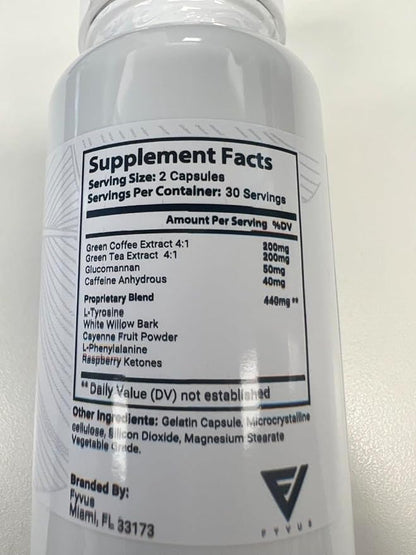 Supplement Facts
Serving Size: 2 Capsules
Servings Per Container: 30 Servings
Amount Per Serving %DV
Green Coffee Extract 4:1 200mg
Green Tea Extract 4:1 200mg
Glucomannan 50mg
Caffeine Anhydrous 40mg
Proprietary Blend 440mg **
L-Tyrosine
White Willow Bark
Cayenne Fruit Powder
L-Phenylalanine
Raspberry Ketones
** Daily Value (DV) not established
Other Ingredients: Gelatin Capsule, Microcrystalline
cellulose, Silicon Dioxide, Magnesium Stearate
Vegetable Grade.
Branded By:
Fyvus
Miami, FL 33173
FYVUS